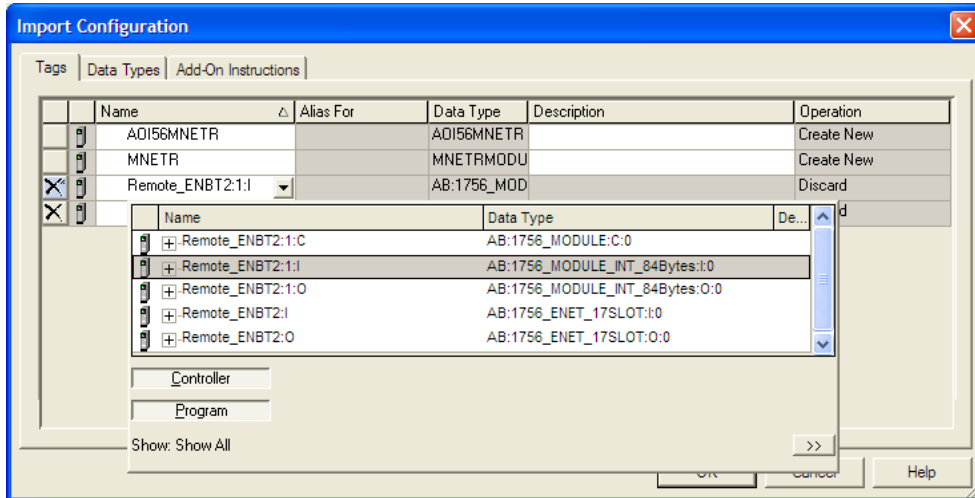 Import Configuration
Tags Data Types Add-On Instructions
Name Alias For Data Type Description Operation
AOI56MNETR AOI56MNETR Create New
MNETR MNETRMODU Create New
Remote_ENBT2:1:I AB:1756_MOD Discard
Name Data Type De...
Remote_ENBT2:1:C AB:1756_MODULE:C:0
Remote_ENBT2:1:I AB:1756_MODULE_INT_84Bytes:I:0
Remote_ENBT2:1:O AB:1756_MODULE_INT_84Bytes:O:0
Remote_ENBT2:I AB:1756_ENET_17SLOT:I:0
Remote_ENBT2:O AB:1756_ENET_17SLOT:O:0
Controller
Program
Show: Show All >>
Help